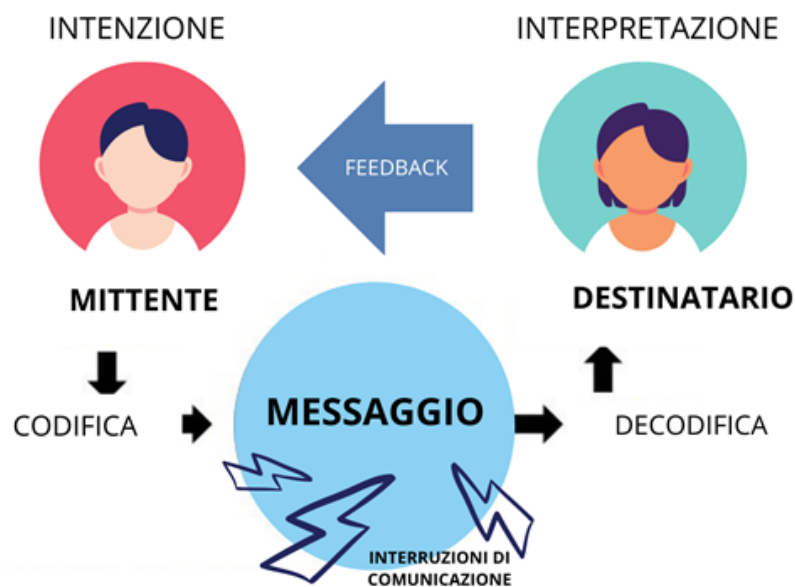 INTENZIONE
INTERPRETAZIONE
FEEDBACK
MITTENTE
DESTINATARIO
CODIFICA
MESSAGGIO
DECODIFICA
INTERRUZIONI DI
COMUNICAZIONE